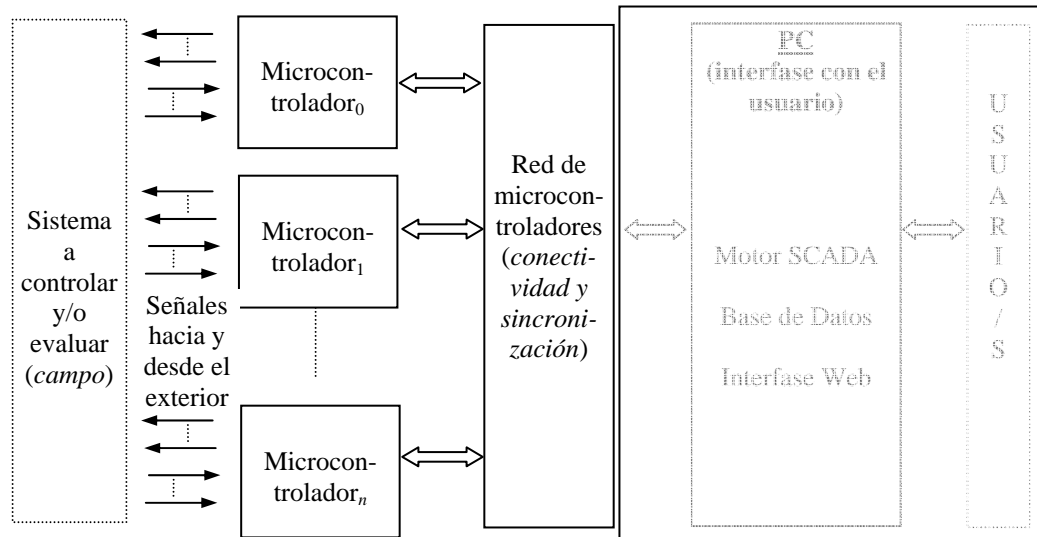 Sistema
a
controlar
y/o
evaluar
(campo)
Señales
hacia y
desde el
exterior
Microcon-
trolador0
Microcon-
trolador1
Microcon-
troladorn
Red de
microcon-
troladores
(conecti-
vidad y
sincroni-
zación)
PC
(interfase con el
usuario)
Motor SCADA
Base de Datos
Interfase Web
U
S
U
A
R
I
O
/
S